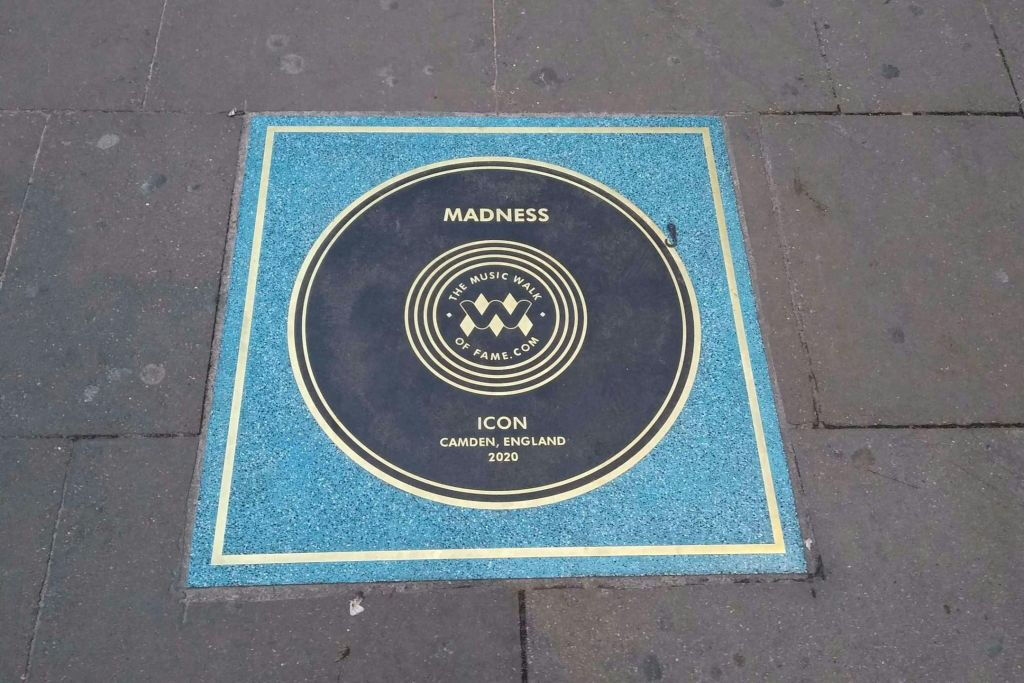 MADNESS
THE MUSIC WALK
OF FAME.COM
ICON
CAMDEN, ENGLAND
2020